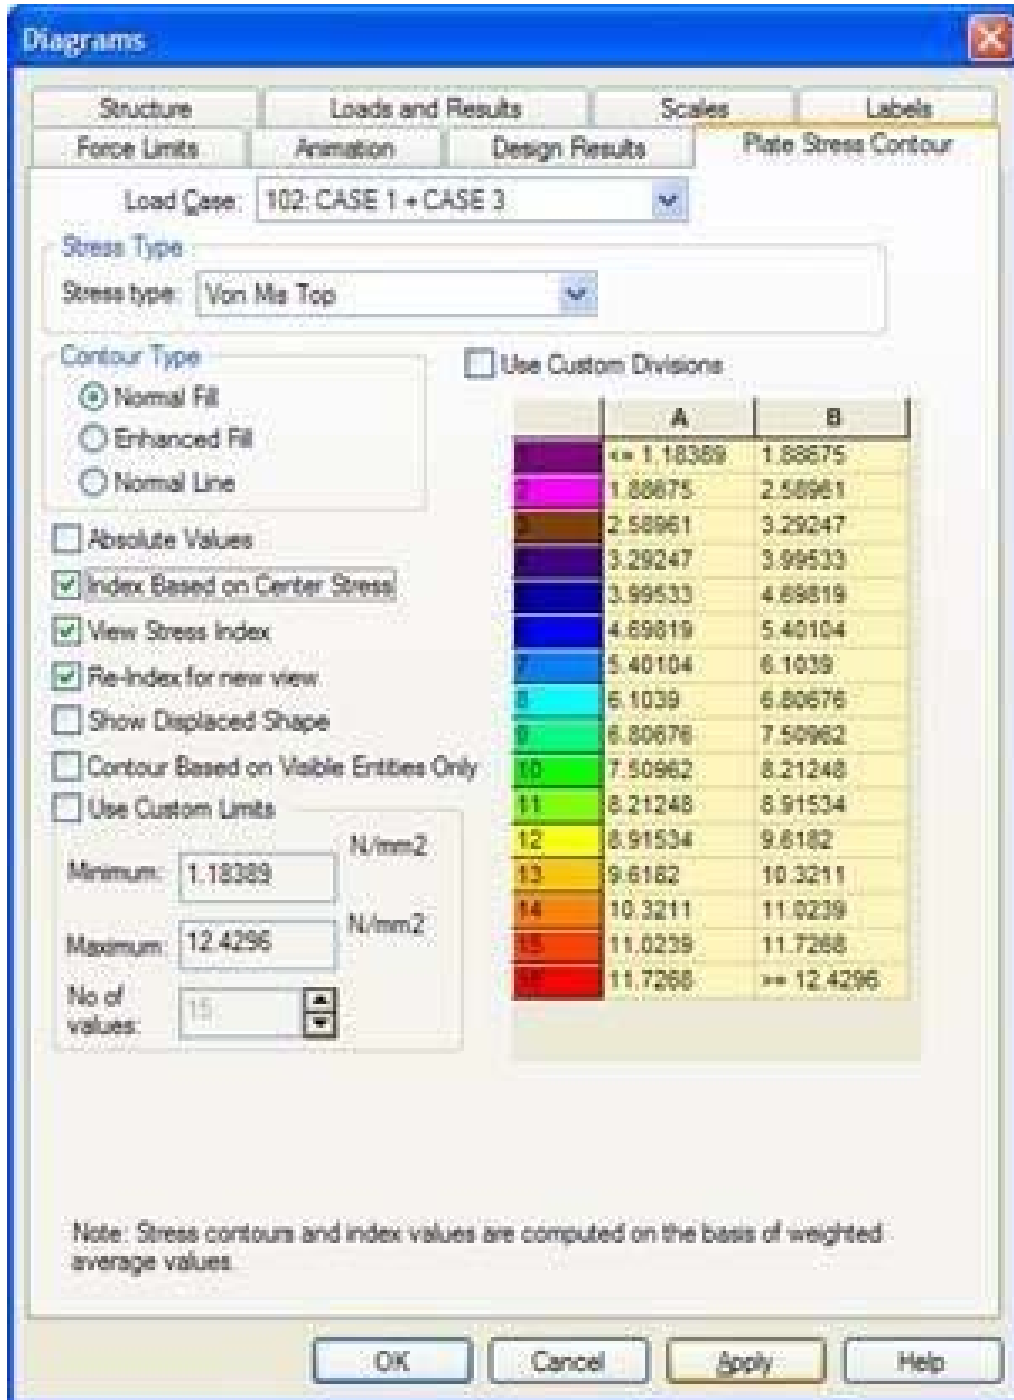 Diagrams
Structure Loads and Results Scales Labels
Force Limits Animation Design Results Plate Stress Contour
Load Case: 102: CASE 1 + CASE 3
Stress Type
Stress type: Von Mis Top
Contour Type
Normal Fill
Enhanced Fill
Normal Line
Use Custom Divisions
Absolute Values
Index Based on Center Stress
View Stress Index
Re-Index for new view
Show Displaced Shape
Contour Based on Visible Entities Only
Use Custom Limits
Minimum: 1.18389 N/mm2
Maximum: 12.4296 N/mm2
No of
values: 15
A B
1 <= 1.18389 1.88675
2 1.88675 2.58961
3 2.58961 3.29247
3.29247 3.99533
3.99533 4.69819
4.69819 5.40104
7 5.40104 6.1039
8 6.1039 6.80676
9 6.80676 7.50962
10 7.50962 8.21248
11 8.21248 8.91534
12 8.91534 9.6182
13 9.6182 10.3211
14 10.3211 11.0239
15 11.0239 11.7268
16 11.7268 >= 12.4296
Note: Stress contours and index values are computed on the basis of weighted
average values.
OK Cancel Apply Help